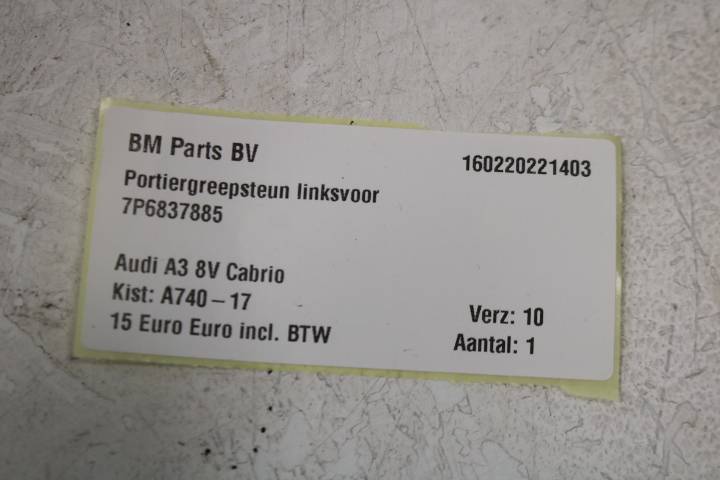 BM Parts BV
160220221403
Portiergreepsteun linksvoor
7P6837885
Audi A3 8V Cabrio
Kist: A740-17
Verz: 10
15 Euro Euro incl. BTW
Aantal: 1